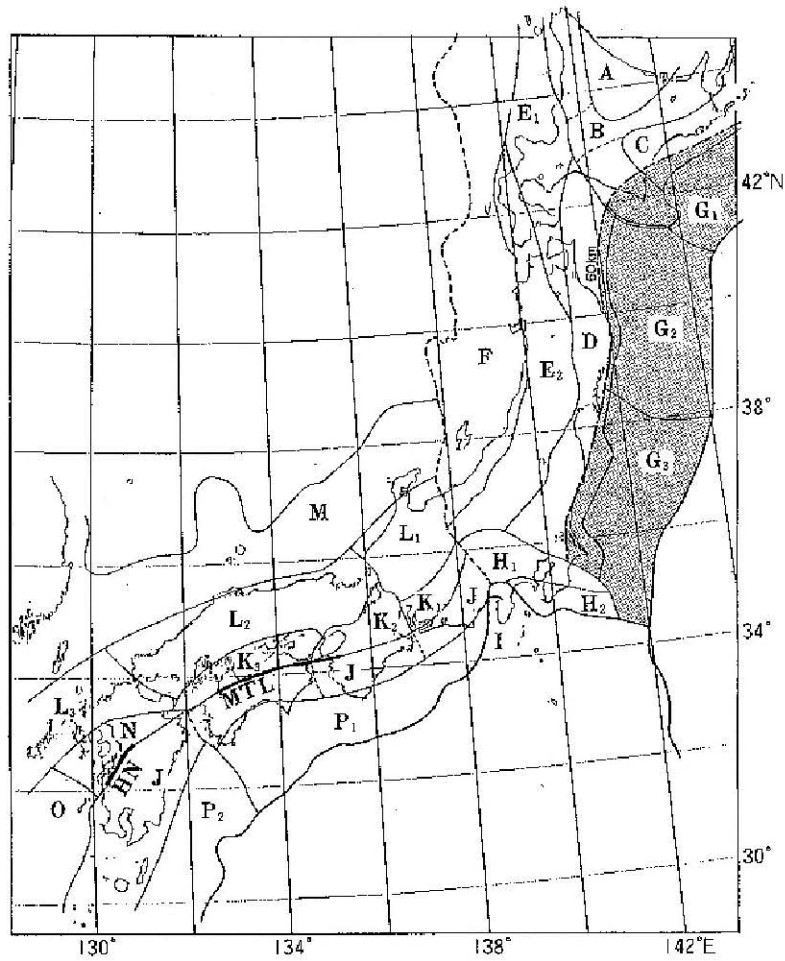 A
E₁
B
C
42°N
G₁
60km
G₂
F
E₂
D
38°
G₃
M
L₁
H₁
H₂
L₂
K₂
K₁
J
I
34°
K₃
J
MTL
L₃
N
P₁
HN
J
O
P₂
30°
130°
134°
138°
142°E